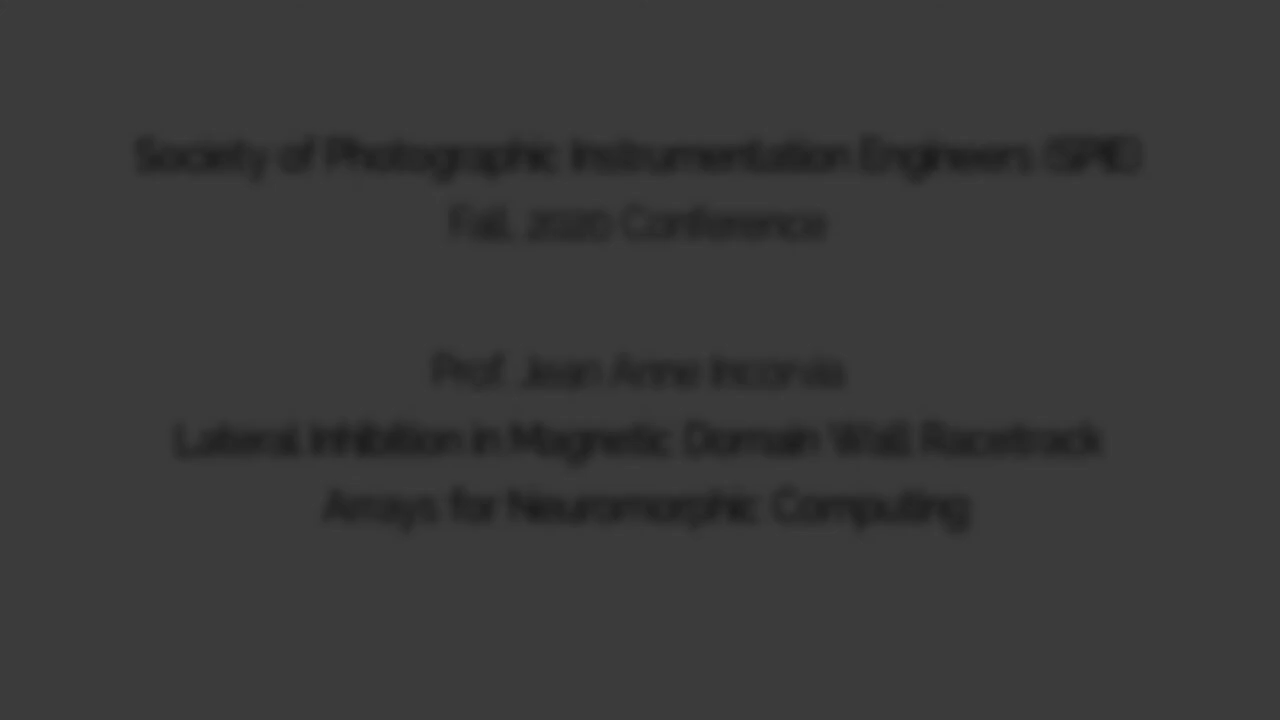 Society of Photographic Instrumentation Engineers (SPIE)
Fall, 2020 Conference
Prof. Jean Anne Incorvia
Lateral Inhibition in Magnetic Domain Wall Racetrack
Arrays for Neuromorphic Computing